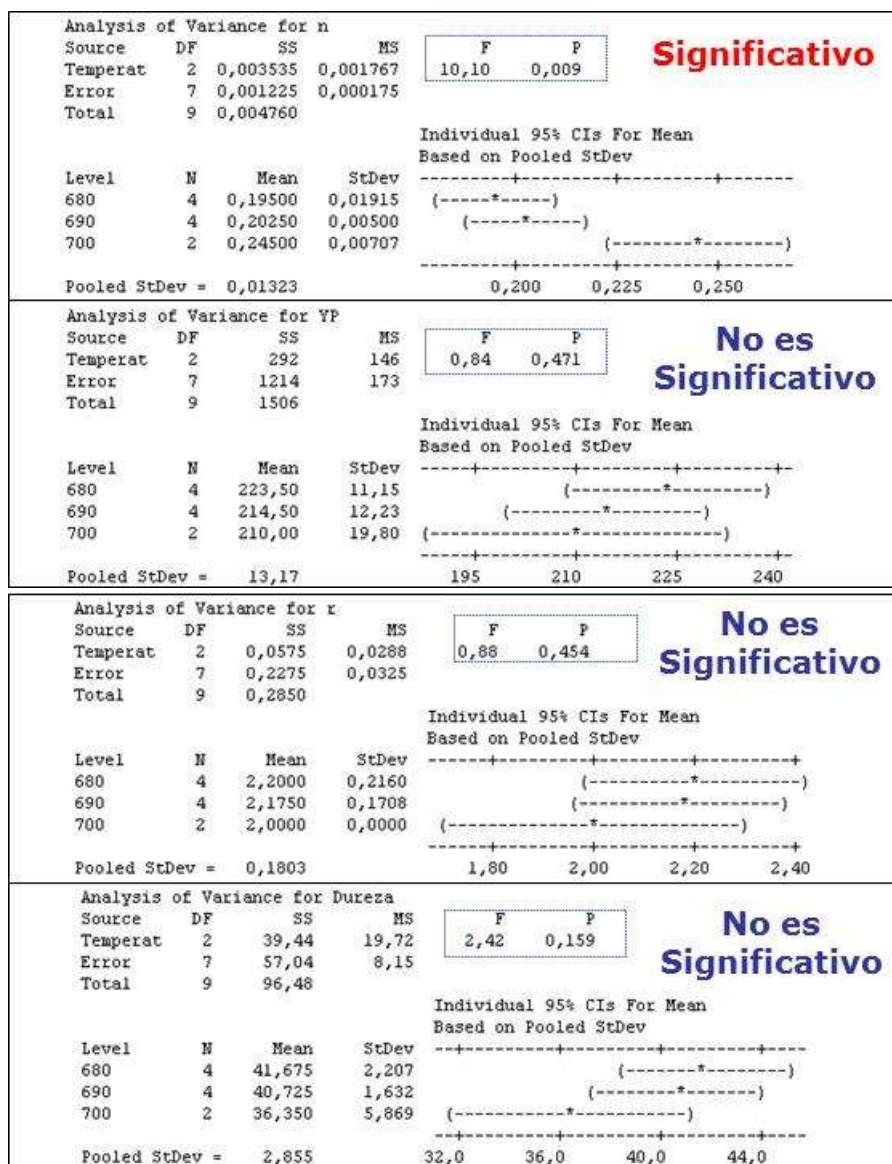 Analysis of Variance for n
Source DF SS MS F P
Temperat 2 0,003535 0,001767 10,10 0,009
Error 7 0,001225 0,000175
Total 9 0,004760
Significativo
Individual 95% CIs For Mean
Based on Pooled StDev
Level N Mean StDev ---------+-------+-------+-------
680 4 0,19500 0,01915 (-----*-----)
690 4 0,20250 0,00500 (-----*-----)
700 2 0,24500 0,00707 (--------*--------)
---------+-------+-------+-------
Pooled StDev = 0,01323 0,200 0,225 0,250
Analysis of Variance for YP
Source DF SS MS F P
Temperat 2 292 146 0,84 0,471
Error 7 1214 173
Total 9 1506
No es
Significativo
Individual 95% CIs For Mean
Based on Pooled StDev
Level N Mean StDev -----+---------+---------+---------+-
680 4 223,50 11,15 (---------*---------)
690 4 214,50 12,23 (---------*---------)
700 2 210,00 19,80 (--------------*--------------)
-----+---------+---------+---------+-
Pooled StDev = 13,17 195 210 225 240
Analysis of Variance for r
Source DF SS MS F P
Temperat 2 0,0575 0,0288 0,88 0,454
Error 7 0,2275 0,0325
Total 9 0,2850
No es
Significativo
Individual 95% CIs For Mean
Based on Pooled StDev
Level N Mean StDev ------+---------+---------+---------+
680 4 2,2000 0,2160 (----------*----------)
690 4 2,1750 0,1708 (----------*---------)
700 2 2,0000 0,0000 (--------------*--------------)
------+---------+---------+---------+
Pooled StDev = 0,1803 1,80 2,00 2,20 2,40
Analysis of Variance for Dureza
Source DF SS MS F P
Temperat 2 39,44 19,72 2,42 0,159
Error 7 57,04 8,15
Total 9 96,48
No es
Significativo
Individual 95% CIs For Mean
Based on Pooled StDev
Level N Mean StDev --+---------+---------+---------+----
680 4 41,675 2,207 (-------*--------)
690 4 40,725 1,632 (--------*-------)
700 2 36,350 5,869 (-----------*-----------)
--+---------+---------+---------+----
Pooled StDev = 2,855 32,0 36,0 40,0 44,0